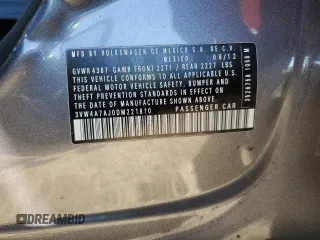 MFD BY VOLKSWAGEN DE MEXICO S.A. DE C.V.
MEXICO 08/12
GVWR 4387 GAWR FRONT 2271 / REAR 2227 LBS
THIS VEHICLE CONFORMS TO ALL APPLICABLE U.S.
FEDERAL MOTOR VEHICLE SAFETY, BUMPER, AND
THEFT PREVENTION STANDARDS IN EFFECT ON THE
DATE OF MANUFACTURE SHOWN ABOVE.
3VW4A7AJ0DM221810 PASSENGER CAR
DREAMBID